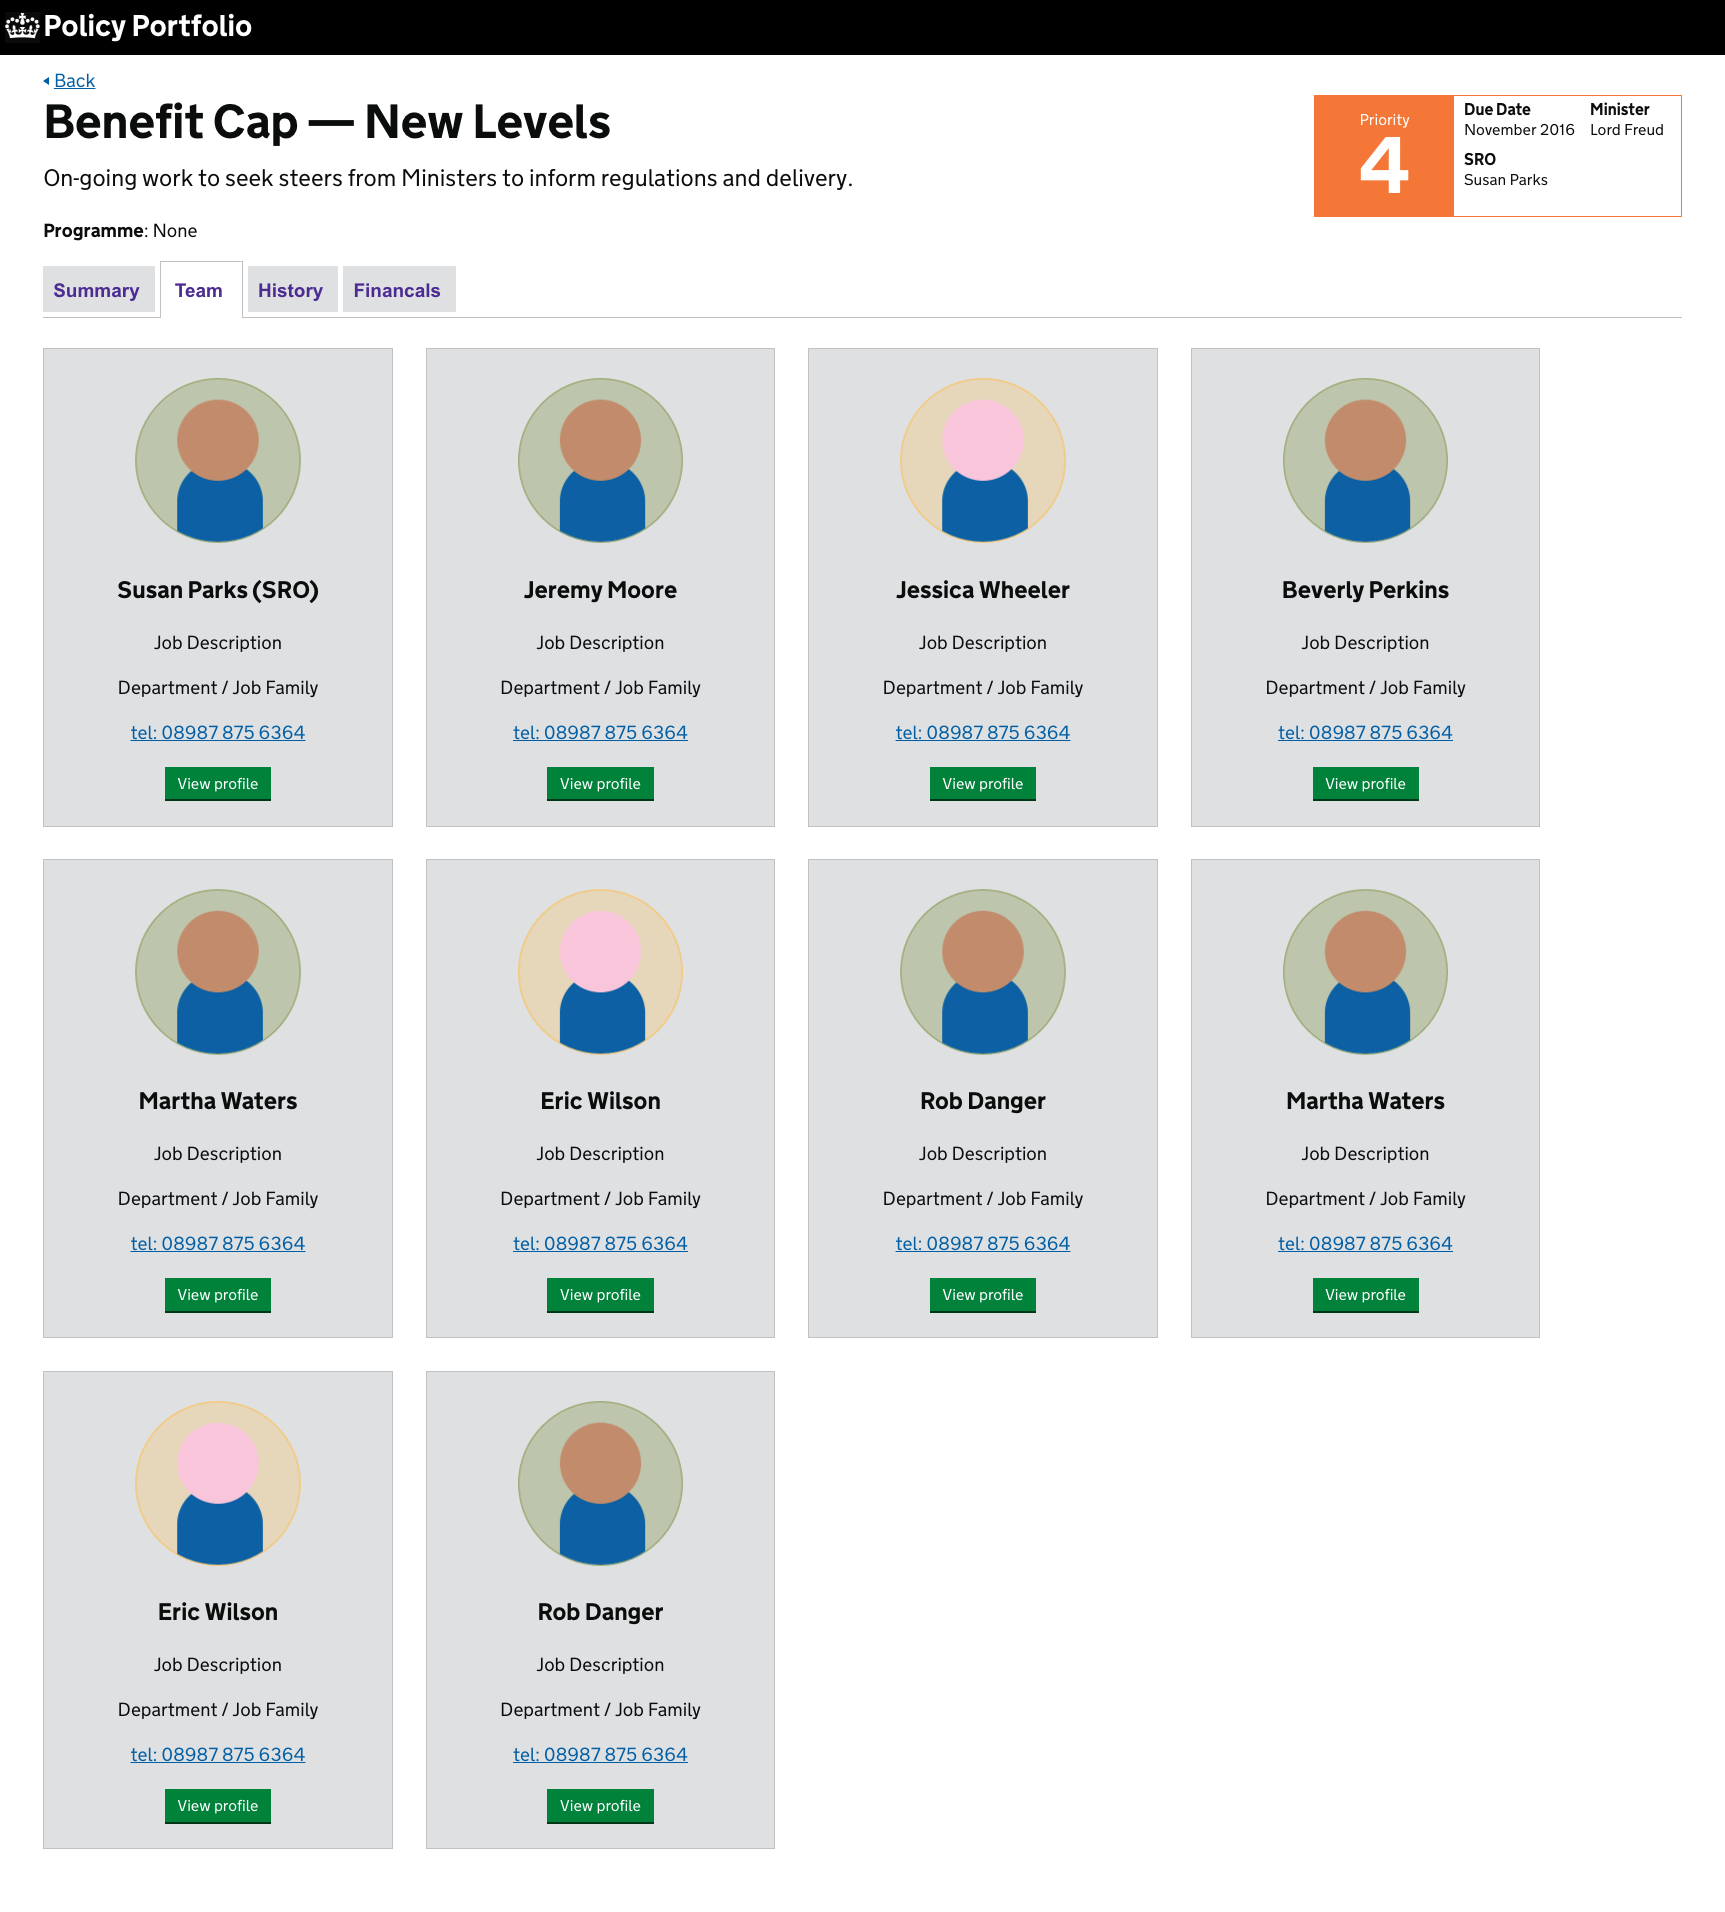 Policy Portfolio
Back
Benefit Cap — New Levels
On-going work to seek steers from Ministers to inform regulations and delivery.
Programme: None
Priority
4
Due Date Minister
November 2016 Lord Freud
SRO
Susan Parks
Summary Team History Financals
Susan Parks (SRO) Jeremy Moore Jessica Wheeler Beverly Perkins
Job Description Job Description Job Description Job Description
Department / Job Family Department / Job Family Department / Job Family Department / Job Family
tel: 08987 875 6364 tel: 08987 875 6364 tel: 08987 875 6364 tel: 08987 875 6364
View profile View profile View profile View profile
Martha Waters Eric Wilson Rob Danger Martha Waters
Job Description Job Description Job Description Job Description
Department / Job Family Department / Job Family Department / Job Family Department / Job Family
tel: 08987 875 6364 tel: 08987 875 6364 tel: 08987 875 6364 tel: 08987 875 6364
View profile View profile View profile View profile
Eric Wilson Rob Danger
Job Description Job Description
Department / Job Family Department / Job Family
tel: 08987 875 6364 tel: 08987 875 6364
View profile View profile